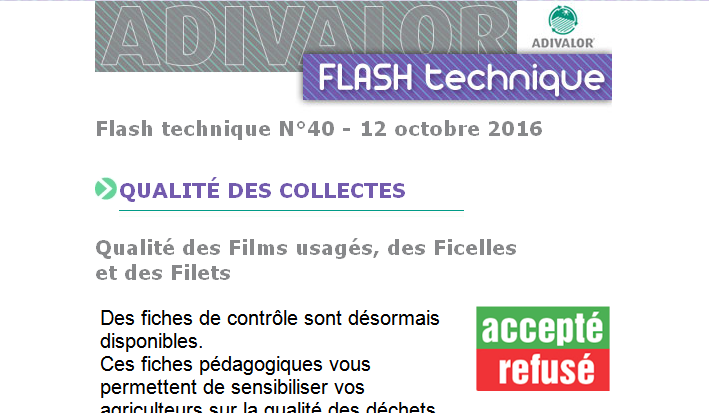 ADIVALOR
ADIVALOR
FLASH technique
Flash technique N°40 - 12 octobre 2016
QUALITÉ DES COLLECTES
Qualité des Films usagés, des Ficelles
et des Filets
Des fiches de contrôle sont désormais
disponibles.
Ces fiches pédagogiques vous
permettent de sensibiliser vos
agriculteurs sur la qualité des déchets
accepté
refusé